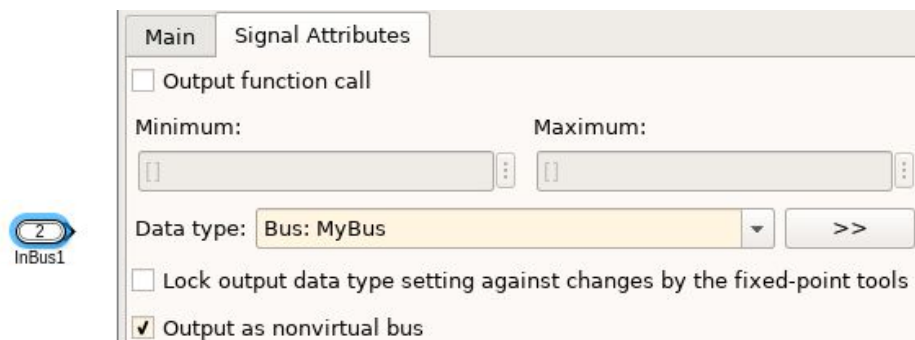 Main Signal Attributes
Output function call
Minimum: Maximum:
[] []
2
InBus1
Data type: Bus: MyBus >>
Lock output data type setting against changes by the fixed-point tools
Output as nonvirtual bus